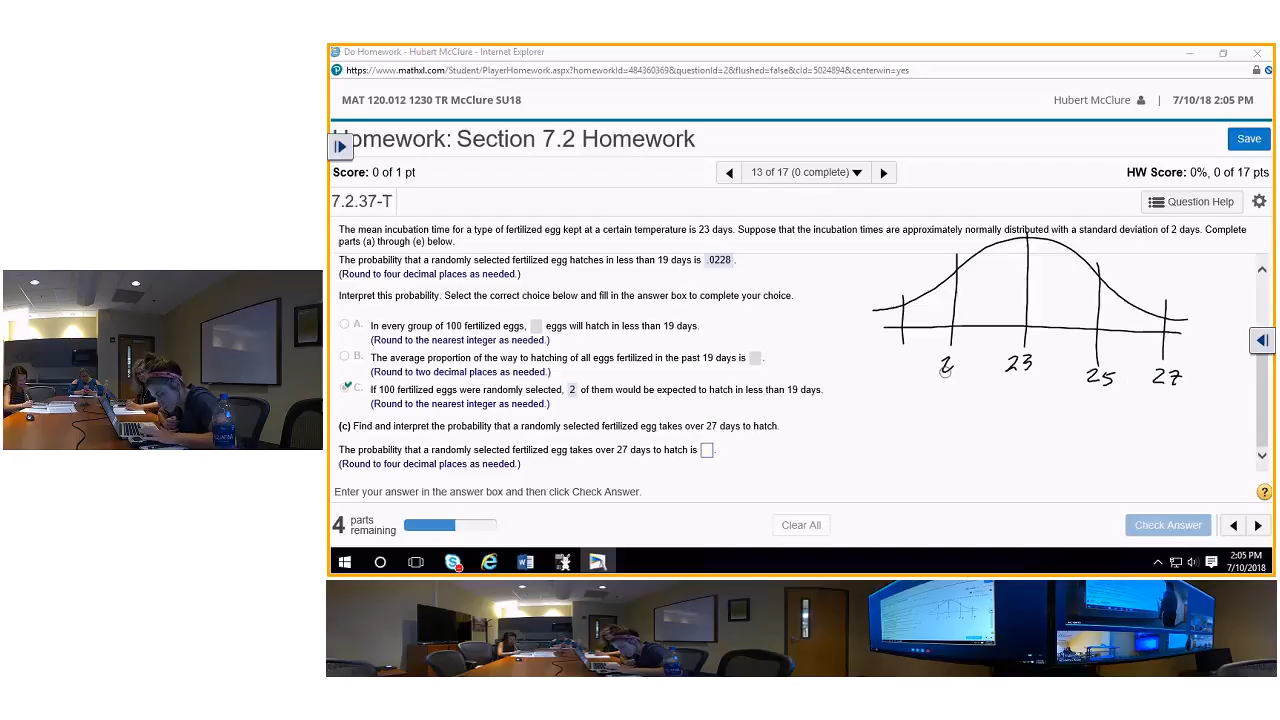 Do Homework - Hubert McClure - Internet Explorer
https://www.mathxl.com/Student/PlayerHomework.aspx?homeworkId=484360369&questionId=2&flushed=false&cId=5024894&centerwin=yes
MAT 120.012 1230 TR McClure SU18
Hubert McClure | 7/10/18 2:05 PM
Homework: Section 7.2 Homework
Save
Score: 0 of 1 pt
13 of 17 (0 complete)
HW Score: 0%, 0 of 17 pts
7.2.37-T
Question Help
The mean incubation time for a type of fertilized egg kept at a certain temperature is 23 days. Suppose that the incubation times are approximately normally distributed with a standard deviation of 2 days. Complete
parts (a) through (e) below.
The probability that a randomly selected fertilized egg hatches in less than 19 days is .0228.
(Round to four decimal places as needed.)
Interpret this probability. Select the correct choice below and fill in the answer box to complete your choice.
A. In every group of 100 fertilized eggs, eggs will hatch in less than 19 days.
(Round to the nearest integer as needed.)
B. The average proportion of the way to hatching of all eggs fertilized in the past 19 days is .
(Round to two decimal places as needed.)
C. If 100 fertilized eggs were randomly selected, 2 of them would be expected to hatch in less than 19 days.
(Round to the nearest integer as needed.)
2 23 25 27
(c) Find and interpret the probability that a randomly selected fertilized egg takes over 27 days to hatch.
The probability that a randomly selected fertilized egg takes over 27 days to hatch is .
(Round to four decimal places as needed.)
Enter your answer in the answer box and then click Check Answer.
?
4 parts
remaining
Clear All
Check Answer
2:05 PM
7/10/2018